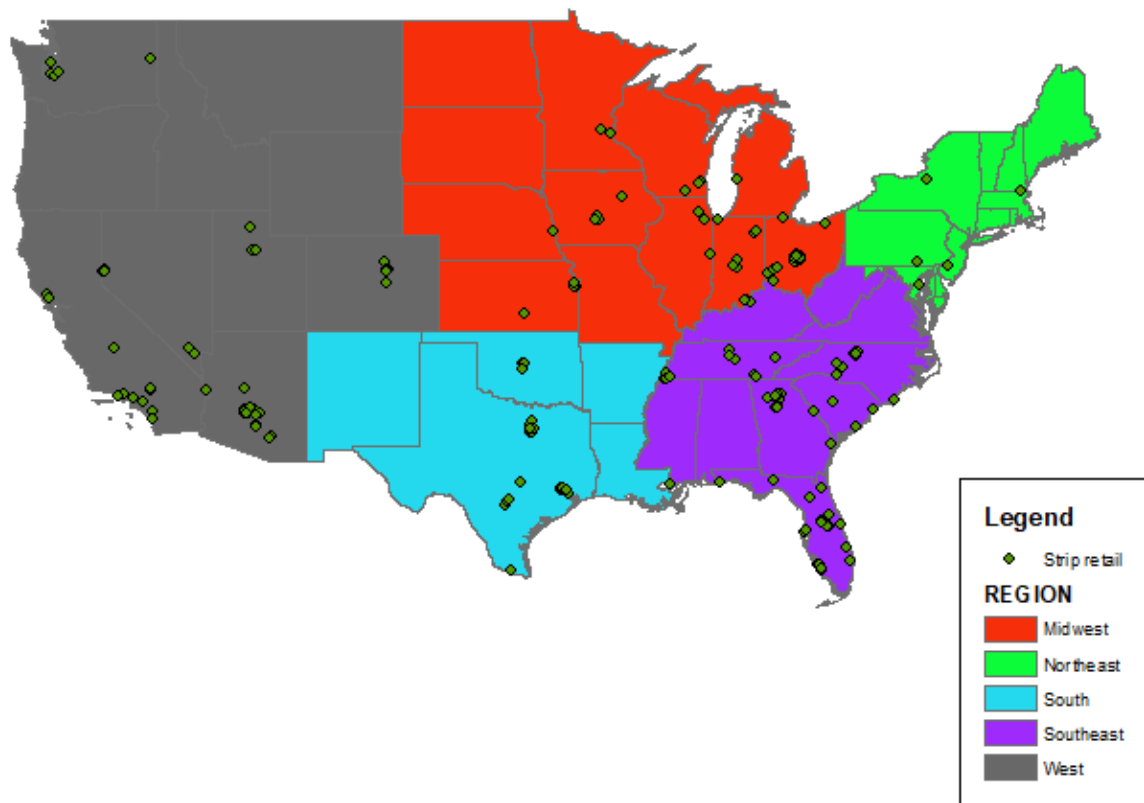 Legend
Strip retail
REGION
Midwest
Northeast
South
Southeast
West